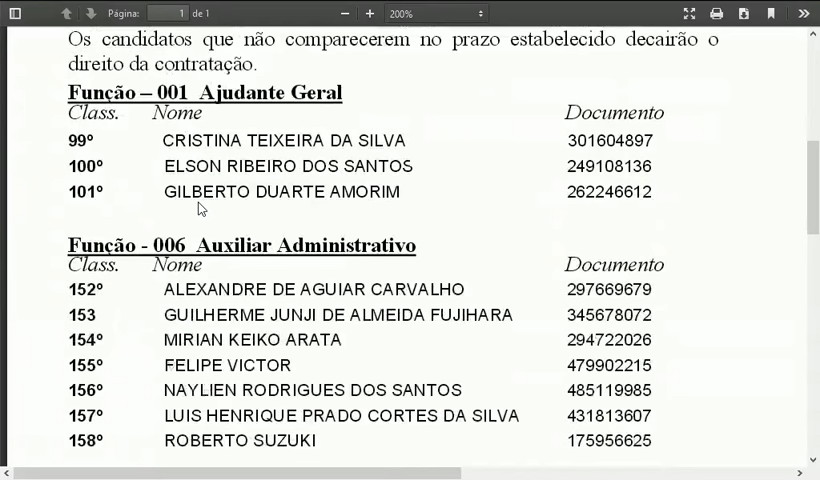 Página: 1 de 1 200%
Os candidatos que não comparecerem no prazo estabelecido decairão o
direito da contratação.
Função – 001 Ajudante Geral
Class. Nome Documento
99º CRISTINA TEIXEIRA DA SILVA 301604897
100º ELSON RIBEIRO DOS SANTOS 249108136
101º GILBERTO DUARTE AMORIM 262246612
Função - 006 Auxiliar Administrativo
Class. Nome Documento
152º ALEXANDRE DE AGUIAR CARVALHO 297669679
153 GUILHERME JUNJI DE ALMEIDA FUJIHARA 345678072
154º MIRIAN KEIKO ARATA 294722026
155º FELIPE VICTOR 479902215
156º NAYLIEN RODRIGUES DOS SANTOS 485119985
157º LUIS HENRIQUE PRADO CORTES DA SILVA 431813607
158º ROBERTO SUZUKI 175956625